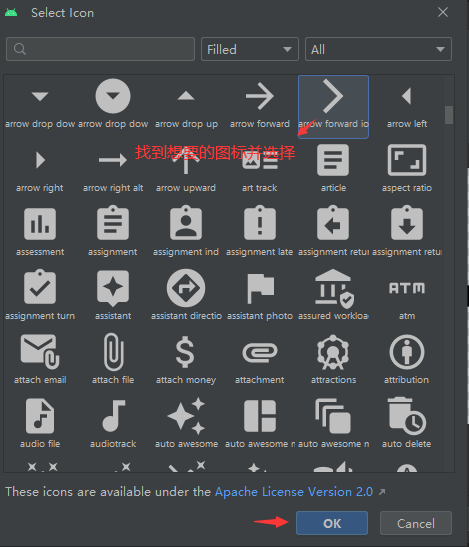 Select Icon
Filled
All
arrow drop dow
arrow drop dow
arrow drop up
arrow forward
arrow forward io
arrow left
找到想要的图标并选择
arrow right
arrow right alt
arrow upward
art track
article
aspect ratio
assessment
assignment
assignment ind
assignment late
assignment retur
assignment retur
assignment turn
assistant
assistant directio
assistant photo
assured workloa
atm
ATM
attach email
attach file
attach money
attachment
attractions
attribution
audio file
audiotrack
auto awesome
auto awesome m
auto awesome m
auto delete
These icons are available under the Apache License Version 2.0
OK
Cancel